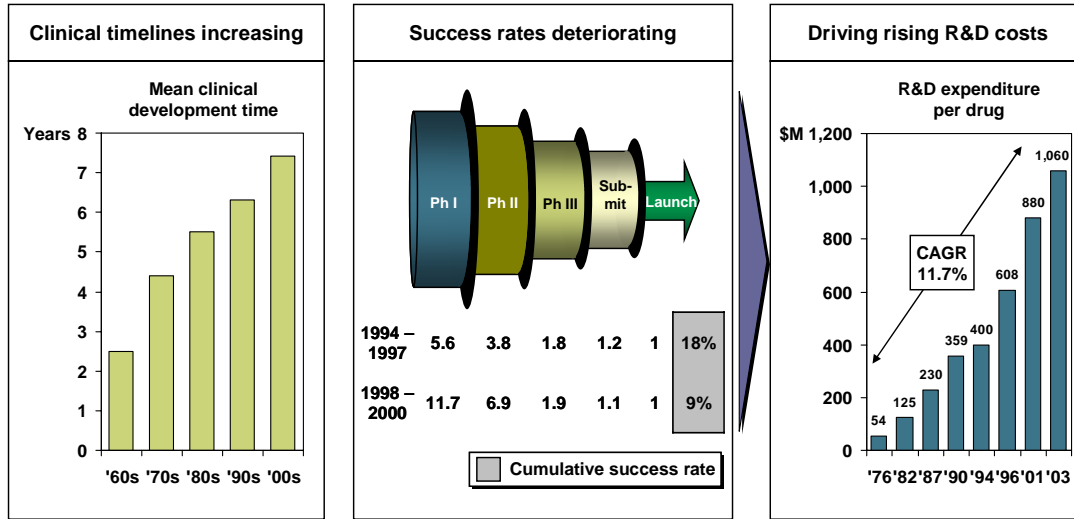 Clinical timelines increasing
Mean clinical
development time
Years 8
7
6
5
4
3
2
1
0
'60s '70s '80s '90s '00s
Success rates deteriorating
Ph I
Ph II
Ph III
Sub-
mit
Launch
1994 –
1997
5.6 3.8 1.8 1.2 1 18%
1998 –
2000
11.7 6.9 1.9 1.1 1 9%
Cumulative success rate
Driving rising R&D costs
R&D expenditure
per drug
$M 1,200
1,000
800
600
400
200
0
CAGR
11.7%
54
125
230
359
400
608
880
1,060
'76 '82 '87 '90 '94 '96 '01 '03